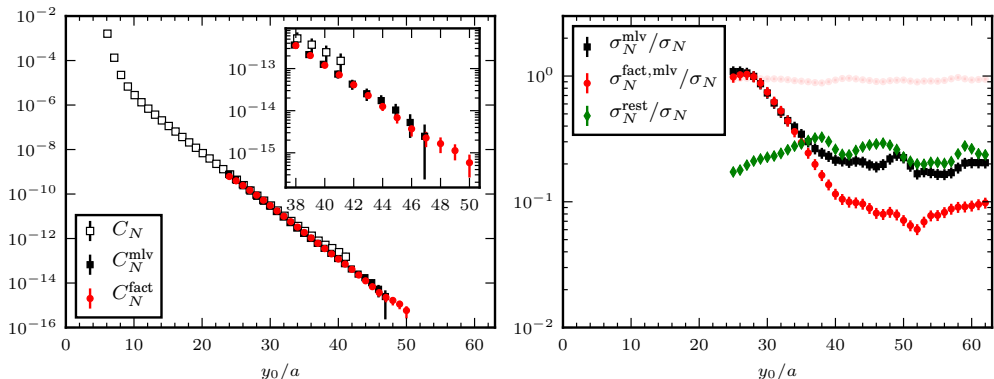 10^{-2}
10^{-4}
10^{-6}
10^{-8}
10^{-10}
10^{-12}
10^{-14}
10^{-16}
0 10 20 30 40 50 60
y_0/a
C_N
C_N^{mlv}
C_N^{fact}
10^{-13}
10^{-14}
10^{-15}
38 40 42 44 46 48 50
10^0
10^{-1}
10^{-2}
0 10 20 30 40 50 60
y_0/a
σ_N^{mlv}/σ_N
σ_N^{fact,mlv}/σ_N
σ_N^{rest}/σ_N